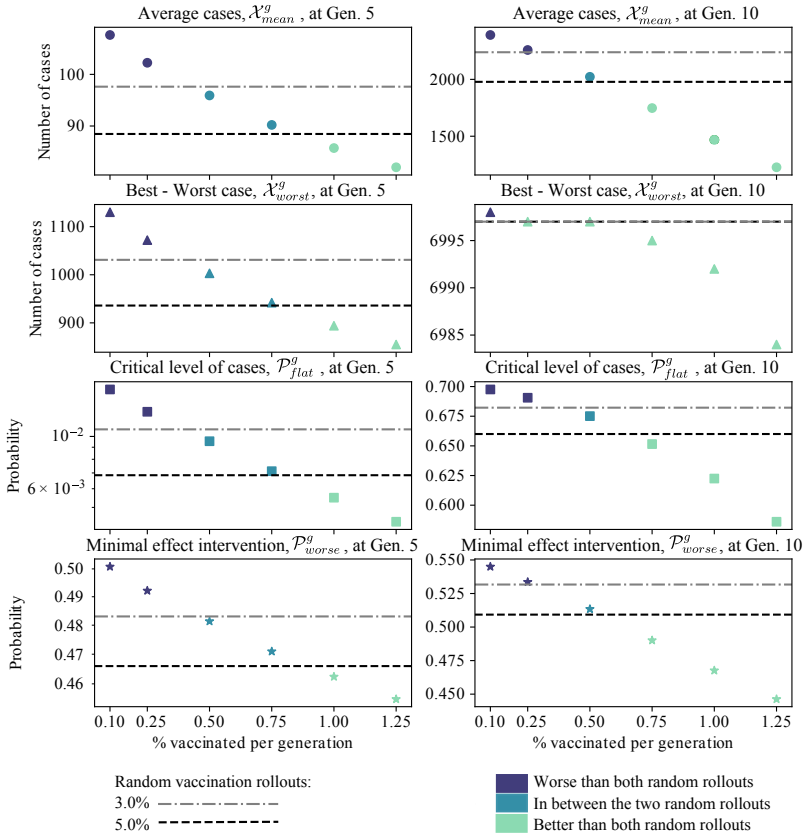 Average cases, 𝒳^g_mean , at Gen. 5
Number of cases
100
90
Average cases, 𝒳^g_mean , at Gen. 10
2000
1500
Best - Worst case, 𝒳^g_worst, at Gen. 5
Number of cases
1100
1000
900
Best - Worst case, 𝒳^g_worst, at Gen. 10
6995
6990
6985
Critical level of cases, 𝒫^g_flat , at Gen. 5
Probability
10^−2
6 × 10^−3
Critical level of cases, 𝒫^g_flat , at Gen. 10
0.700
0.675
0.650
0.625
0.600
Minimal effect intervention, 𝒫^g_worse, at Gen. 5
Probability
0.50
0.49
0.48
0.47
0.46
0.10 0.25 0.50 0.75 1.00 1.25
% vaccinated per generation
Minimal effect intervention, 𝒫^g_worse, at Gen. 10
0.550
0.525
0.500
0.475
0.450
0.10 0.25 0.50 0.75 1.00 1.25
% vaccinated per generation
Random vaccination rollouts:
3.0%
5.0%
Worse than both random rollouts
In between the two random rollouts
Better than both random rollouts